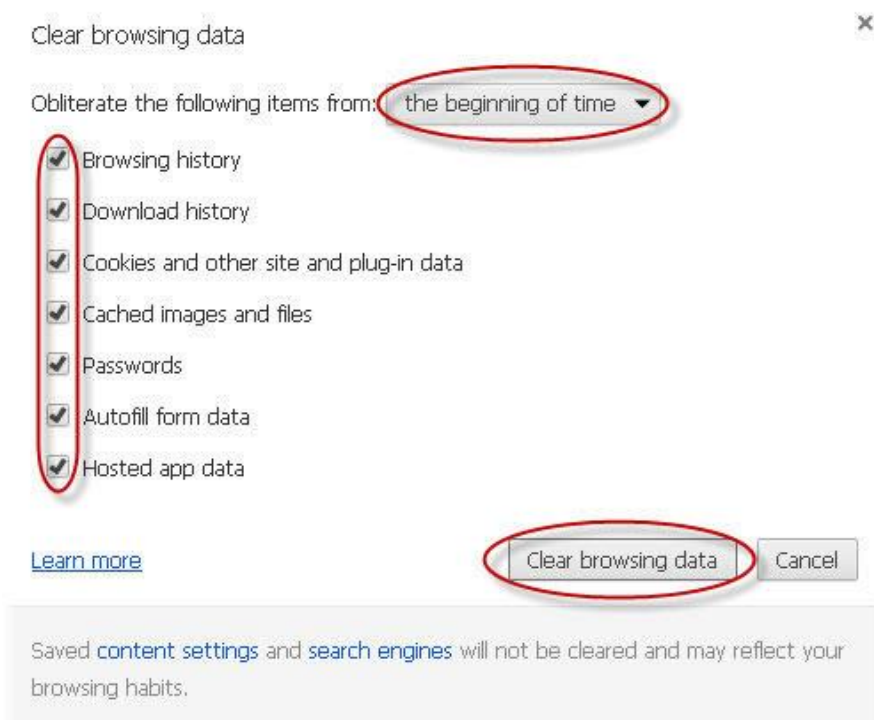 Clear browsing data
Obliterate the following items from: the beginning of time
Browsing history
Download history
Cookies and other site and plug-in data
Cached images and files
Passwords
Autofill form data
Hosted app data
Learn more Clear browsing data Cancel
Saved content settings and search engines will not be cleared and may reflect your
browsing habits.